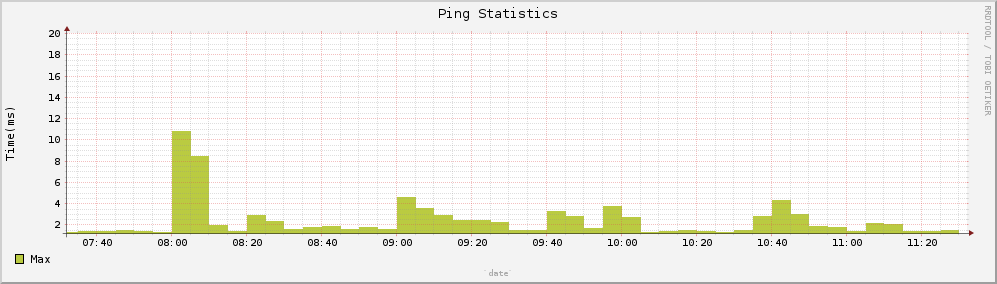 Ping Statistics
RRDTOOL / TOBI OETIKER
Time(ms)
20
18
16
14
12
10
8
6
4
2
07:40 08:00 08:20 08:40 09:00 09:20 09:40 10:00 10:20 10:40 11:00 11:20
Max
`date`